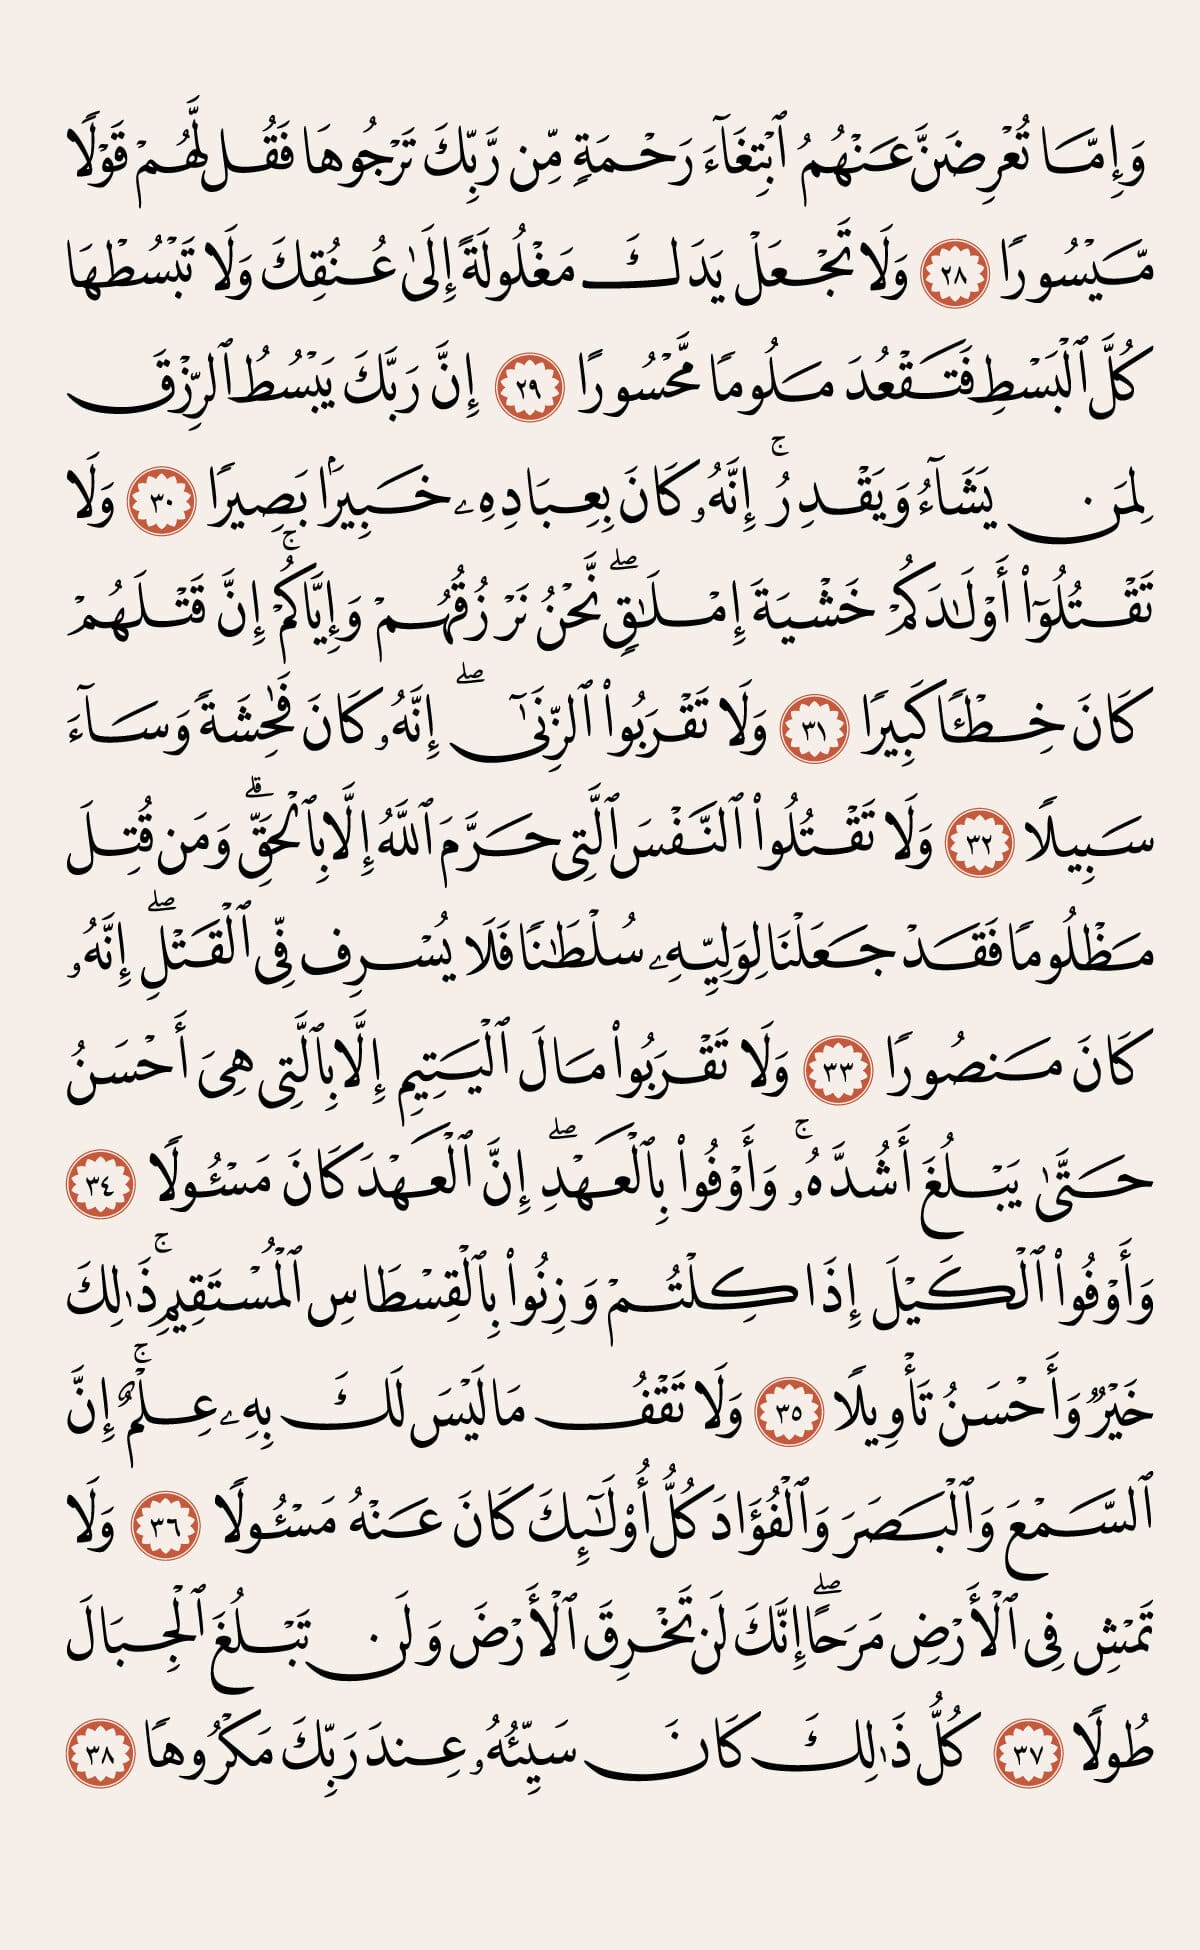 وَإِمَّا تُعْرِضَنَّ عَنْهُمُ ٱبْتِغَآءَ رَحْمَةٍ مِّن رَّبِّكَ تَرْجُوهَا فَقُل لَّهُمْ قَوْلًا
مَّيْسُورًا ٢٨ وَلَا تَجْعَلْ يَدَكَ مَغْلُولَةً إِلَىٰ عُنُقِكَ وَلَا تَبْسُطْهَا
كُلَّ ٱلْبَسْطِ فَتَقْعُدَ مَلُومًا مَّحْسُورًا ٢٩ إِنَّ رَبَّكَ يَبْسُطُ ٱلرِّزْقَ
لِمَن يَشَآءُ وَيَقْدِرُ ۚ إِنَّهُۥ كَانَ بِعِبَادِهِۦ خَبِيرًۢا بَصِيرًا ٣٠ وَلَا
تَقْتُلُوٓا۟ أَوْلَـٰدَكُمْ خَشْيَةَ إِمْلَـٰقٍ ۖ نَّحْنُ نَرْزُقُهُمْ وَإِيَّاكُمْ ۚ إِنَّ قَتْلَهُمْ
كَانَ خِطْـًٔا كَبِيرًا ٣١ وَلَا تَقْرَبُوا۟ ٱلزِّنَىٰٓ ۖ إِنَّهُۥ كَانَ فَـٰحِشَةً وَسَآءَ
سَبِيلًا ٣٢ وَلَا تَقْتُلُوا۟ ٱلنَّفْسَ ٱلَّتِى حَرَّمَ ٱللَّهُ إِلَّا بِٱلْحَقِّ ۗ وَمَن قُتِلَ
مَظْلُومًا فَقَدْ جَعَلْنَا لِوَلِيِّهِۦ سُلْطَـٰنًا فَلَا يُسْرِف فِّى ٱلْقَتْلِ ۖ إِنَّهُۥ
كَانَ مَنصُورًا ٣٣ وَلَا تَقْرَبُوا۟ مَالَ ٱلْيَتِيمِ إِلَّا بِٱلَّتِى هِىَ أَحْسَنُ
حَتَّىٰ يَبْلُغَ أَشُدَّهُۥ ۚ وَأَوْفُوا۟ بِٱلْعَهْدِ ۖ إِنَّ ٱلْعَهْدَ كَانَ مَسْـُٔولًا ٣٤
وَأَوْفُوا۟ ٱلْكَيْلَ إِذَا كِلْتُمْ وَزِنُوا۟ بِٱلْقِسْطَاسِ ٱلْمُسْتَقِيمِ ۚ ذَٰلِكَ
خَيْرٌ وَأَحْسَنُ تَأْوِيلًا ٣٥ وَلَا تَقْفُ مَا لَيْسَ لَكَ بِهِۦ عِلْمٌ ۚ إِنَّ
ٱلسَّمْعَ وَٱلْبَصَرَ وَٱلْفُؤَادَ كُلُّ أُو۟لَـٰٓئِكَ كَانَ عَنْهُ مَسْـُٔولًا ٣٦ وَلَا
تَمْشِ فِى ٱلْأَرْضِ مَرَحًا ۖ إِنَّكَ لَن تَخْرِقَ ٱلْأَرْضَ وَلَن تَبْلُغَ ٱلْجِبَالَ
طُولًا ٣٧ كُلُّ ذَٰلِكَ كَانَ سَيِّئُهُۥ عِندَ رَبِّكَ مَكْرُوهًا ٣٨